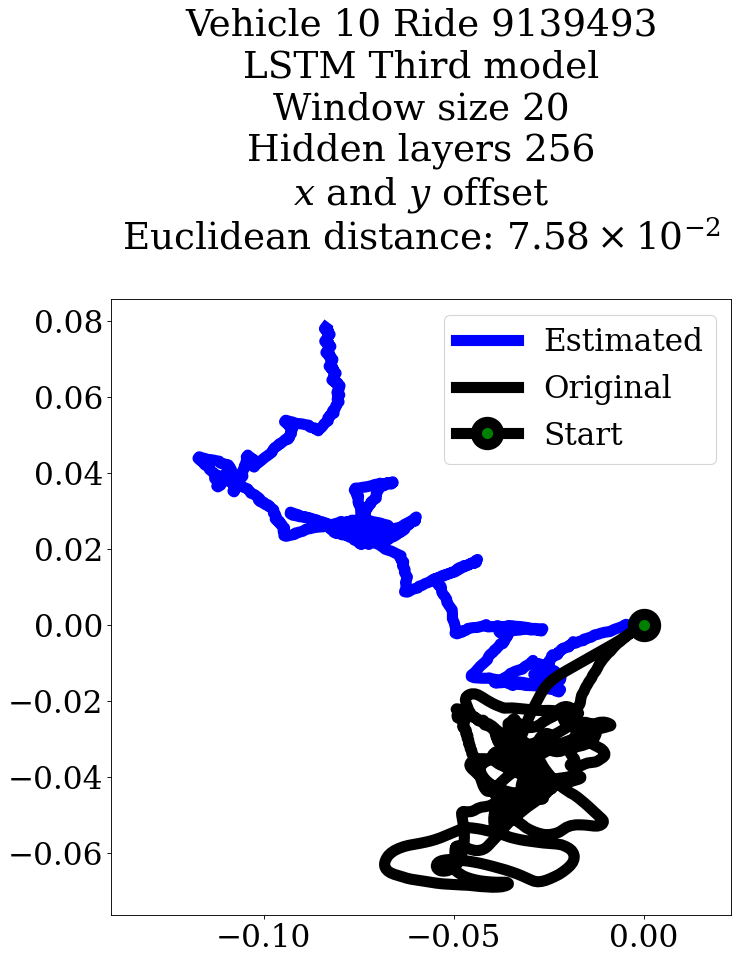 Vehicle 10 Ride 9139493
LSTM Third model
Window size 20
Hidden layers 256
x and y offset
Euclidean distance: 7.58 × 10⁻²
Estimated
Original
Start
0.08
0.06
0.04
0.02
0.00
−0.02
−0.04
−0.06
−0.10 −0.05 0.00